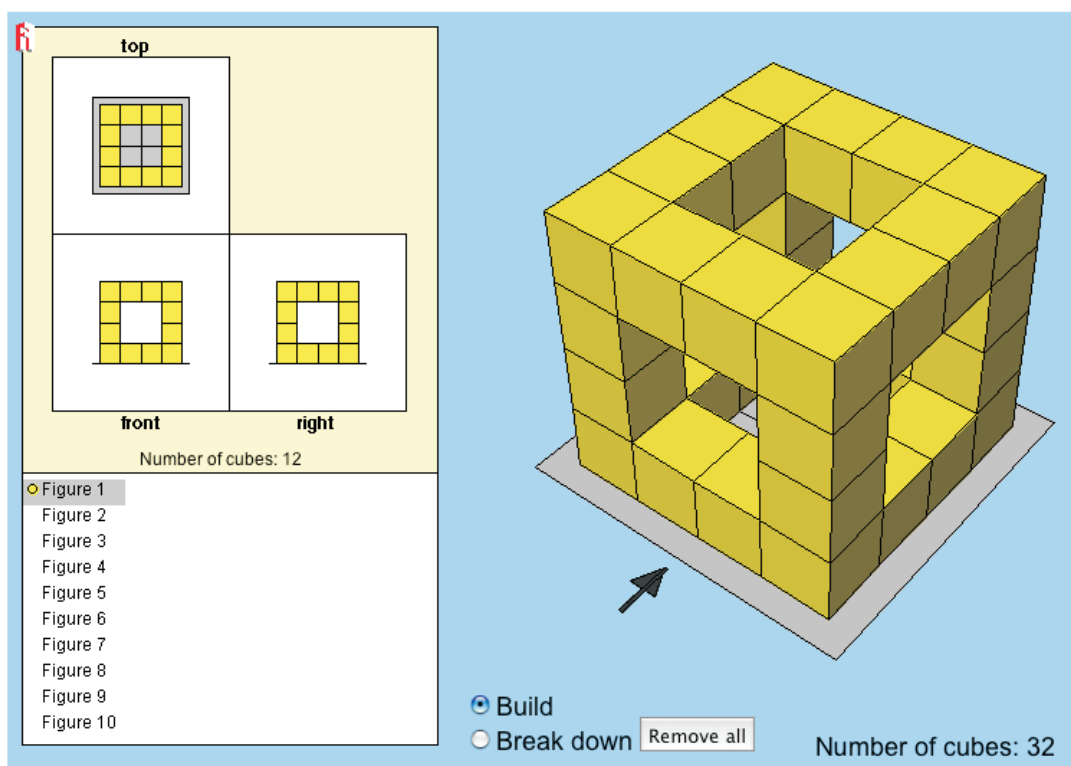 top
front
right
Number of cubes: 12
Figure 1
Figure 2
Figure 3
Figure 4
Figure 5
Figure 6
Figure 7
Figure 8
Figure 9
Figure 10
Build
Break down
Remove all
Number of cubes: 32